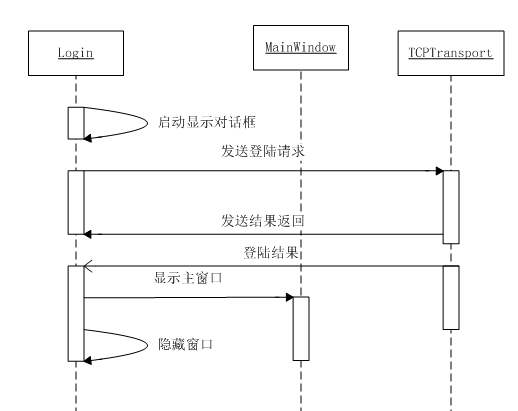 Login
MainWindow
TCPTransport
启动显示对话框
发送登陆请求
发送结果返回
登陆结果
显示主窗口
隐藏窗口